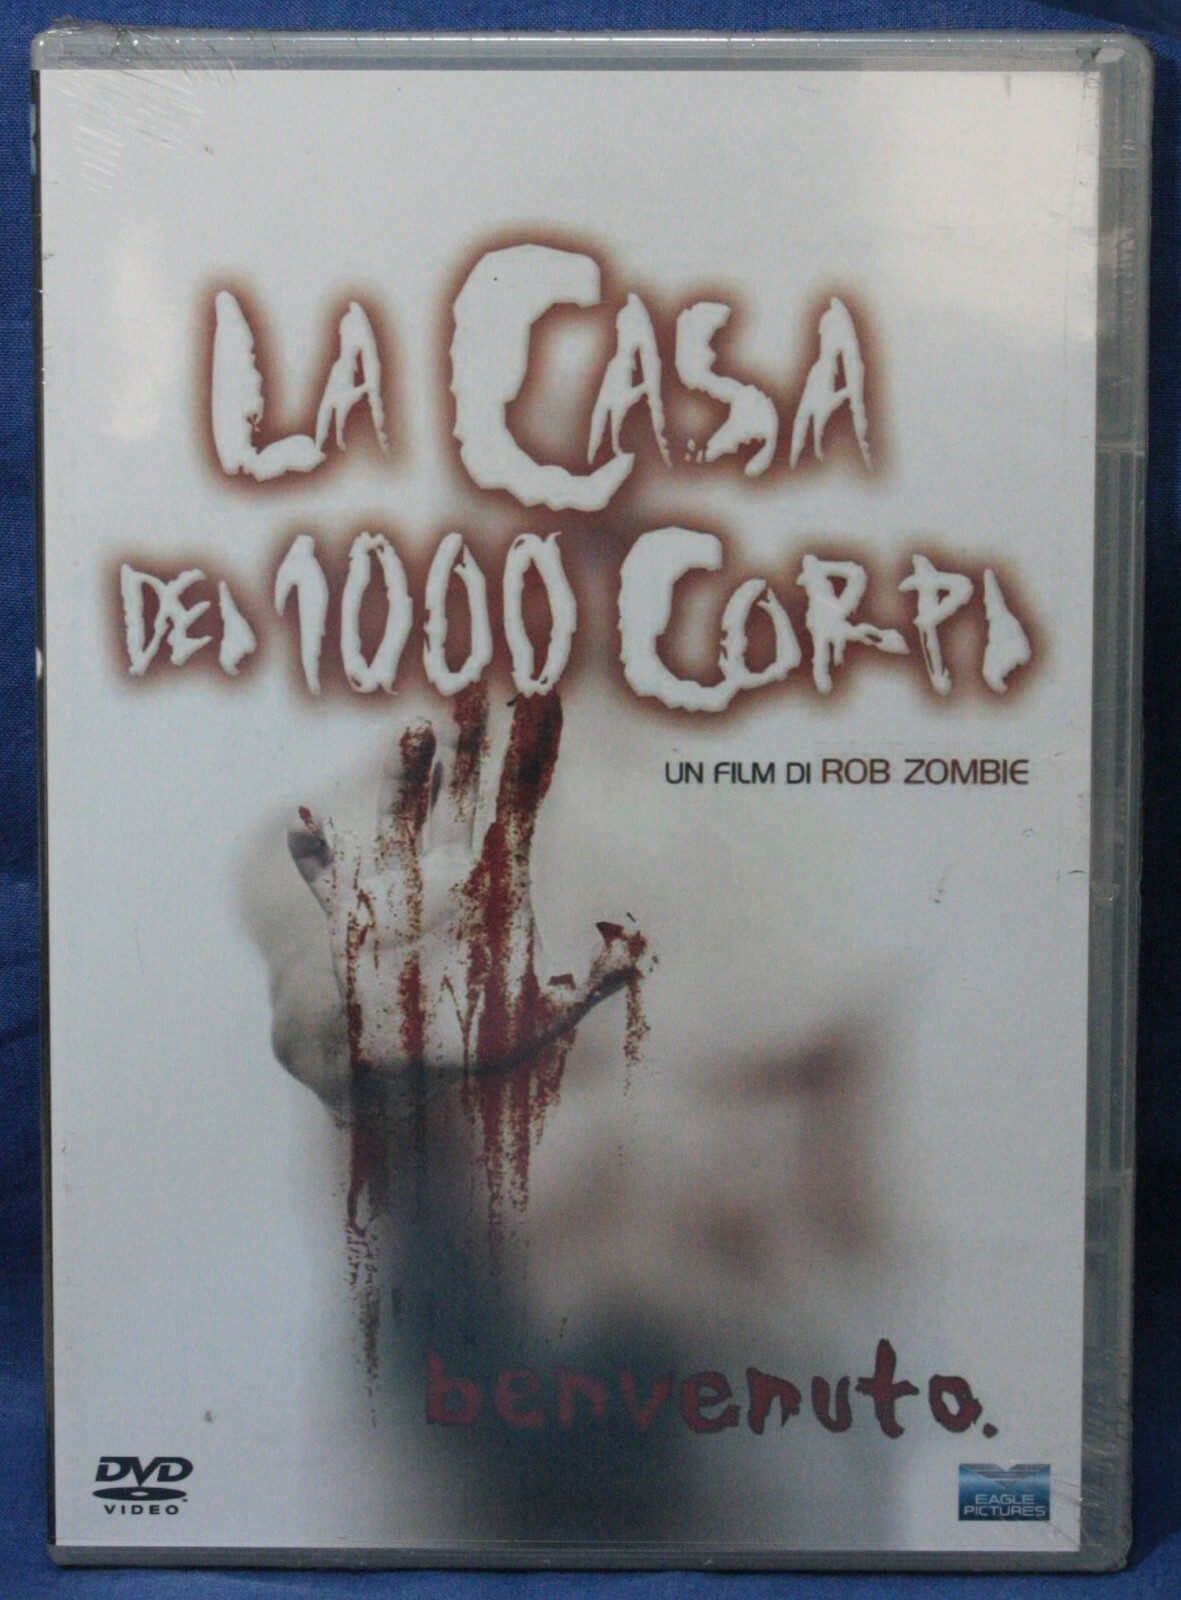 LA CASA
DEI 1000 CORPI
UN FILM DI ROB ZOMBIE
benvenuto.
DVD
VIDEO
EAGLE
PICTURES